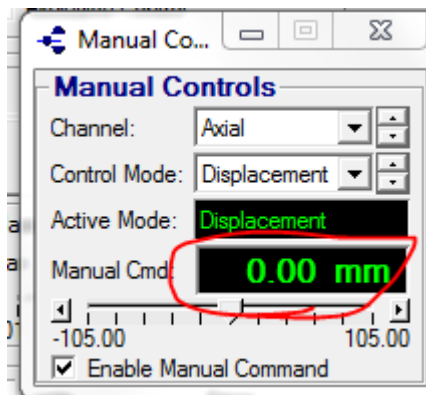 Manual Co...
Manual Controls
Channel: Axial
Control Mode: Displacement
Active Mode: Displacement
Manual Cmd: 0.00 mm
-105.00 105.00
Enable Manual Command